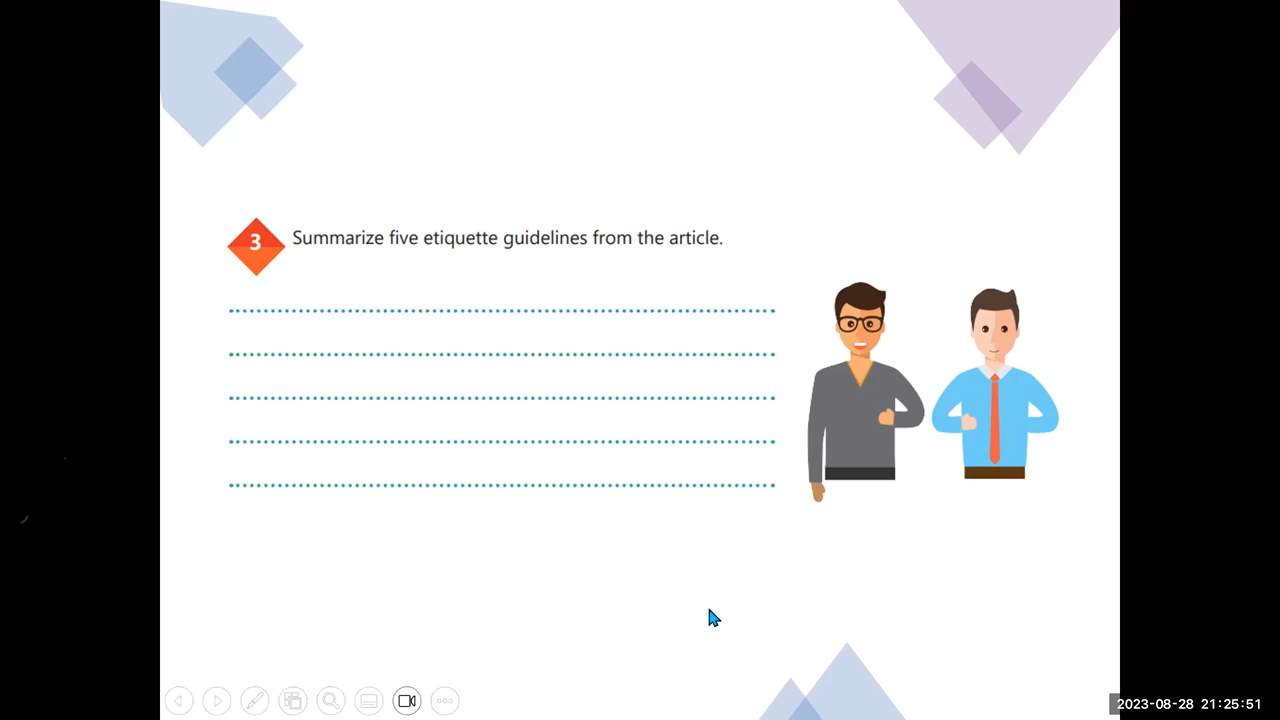 3 Summarize five etiquette guidelines from the article.
2023-08-28 21:25:51